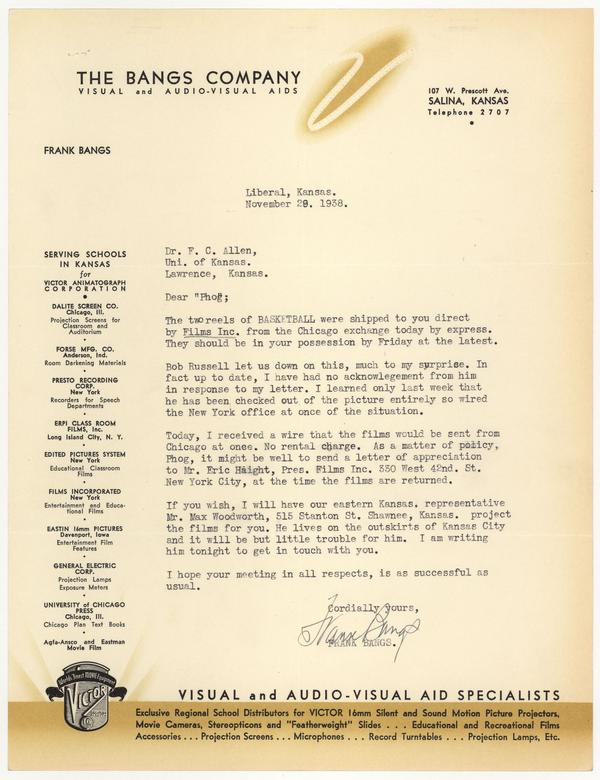 THE BANGS COMPANY
VISUAL and AUDIO-VISUAL AIDS
107 W. Prescott Ave.
SALINA, KANSAS
Telephone 2707
FRANK BANGS
Liberal, Kansas.
November 29. 1938.
SERVING SCHOOLS
IN KANSAS
for
VICTOR ANIMATOGRAPH
CORPORATION
DALITE SCREEN CO.
Chicago, Ill.
Projection Screens for
Classroom and
Auditorium
FORSE MFG. CO.
Anderson, Ind.
Room Darkening Materials
PRESTO RECORDING
CORP.
New York
Recorders for Speech
Departments
ERPI CLASS ROOM
FILMS, Inc.
Long Island City, N. Y.
EDITED PICTURES SYSTEM
New York
Educational Classroom
Films
FILMS INCORPORATED
New York
Entertainment and Educa-
tional Films
EASTIN 16mm PICTURES
Davenport, Iowa
Entertainment Film
Features
GENERAL ELECTRIC
CORP.
Projection Lamps
Exposure Meters
UNIVERSITY of CHICAGO
PRESS
Chicago, Ill.
Chicago Plan Text Books
Agfa-Ansco and Eastman
Movie Film
Dr. F. C. Allen,
Uni. of Kansas.
Lawrence, Kansas.
Dear "Phog;
The two reels of BASKETBALL were shipped to you direct
by Films Inc. from the Chicago exchange today by express.
They should be in your possession by Friday at the latest.
Bob Russell let us down on this, much to my surprise. In
fact up to date, I have had no acknowlegement from him
in response to my letter. I learned only last week that
he has been checked out of the picture entirely so wired
the New York office at once of the situation.
Today, I received a wire that the films would be sent from
Chicago at once. No rental charge. As a matter of policy,
Phog, it might be well to send a letter of appreciation
to Mr. Eric Haight, Pres. Films Inc. 330 West 42nd. St.
New York City, at the time the films are returned.
If you wish, I will have our eastern Kansas. representative
Mr. Max Woodworth, 515 Stanton St. Shawnee, Kansas. project
the films for you. He lives on the outskirts of Kansas City
and it will be but little trouble for him. I am writing
him tonight to get in touch with you.
I hope your meeting in all respects, is as successful as
usual.
Cordially yours,
Frank Bangs
FRANK BANGS.
Worlds Finest MOVIE Equipment
VICTOR
VISUAL and AUDIO-VISUAL AID SPECIALISTS
Exclusive Regional School Distributors for VICTOR 16mm Silent and Sound Motion Picture Projectors,
Movie Cameras, Stereopticons and "Featherweight" Slides . . . Educational and Recreational Films
Accessories . . . Projection Screens . . . Microphones . . . Record Turntables . . . Projection Lamps, Etc.